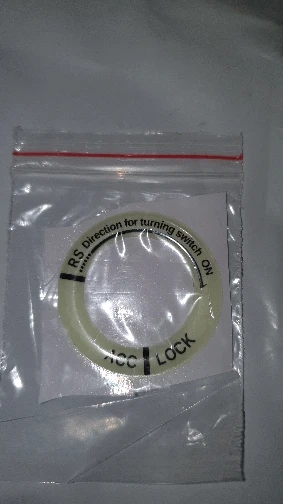 RS Direction for turning switch ON
LOCK
ACC